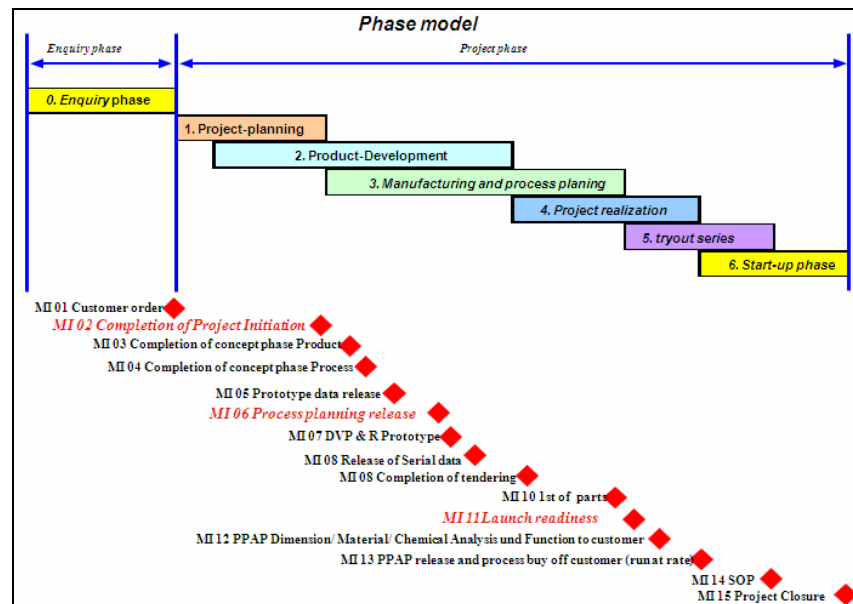 Phase model
Enquiry phase
Project phase
0. Enquiry phase
1. Project-planning
2. Product-Development
3. Manufacturing and process planing
4. Project realization
5. tryout series
6. Start-up phase
MI 01 Customer order
MI 02 Completion of Project Initiation
MI 03 Completion of concept phase Product
MI 04 Completion of concept phase Process
MI 05 Prototype data release
MI 06 Process planning release
MI 07 DVP & R Prototype
MI 08 Release of Serial data
MI 08 Completion of tendering
MI 10 1st of parts
MI 11 Launch readiness
MI 12 PPAP Dimension/ Material/ Chemical Analysis und Function to customer
MI 13 PPAP release and process buy off customer (run at rate)
MI 14 SOP
MI 15 Project Closure